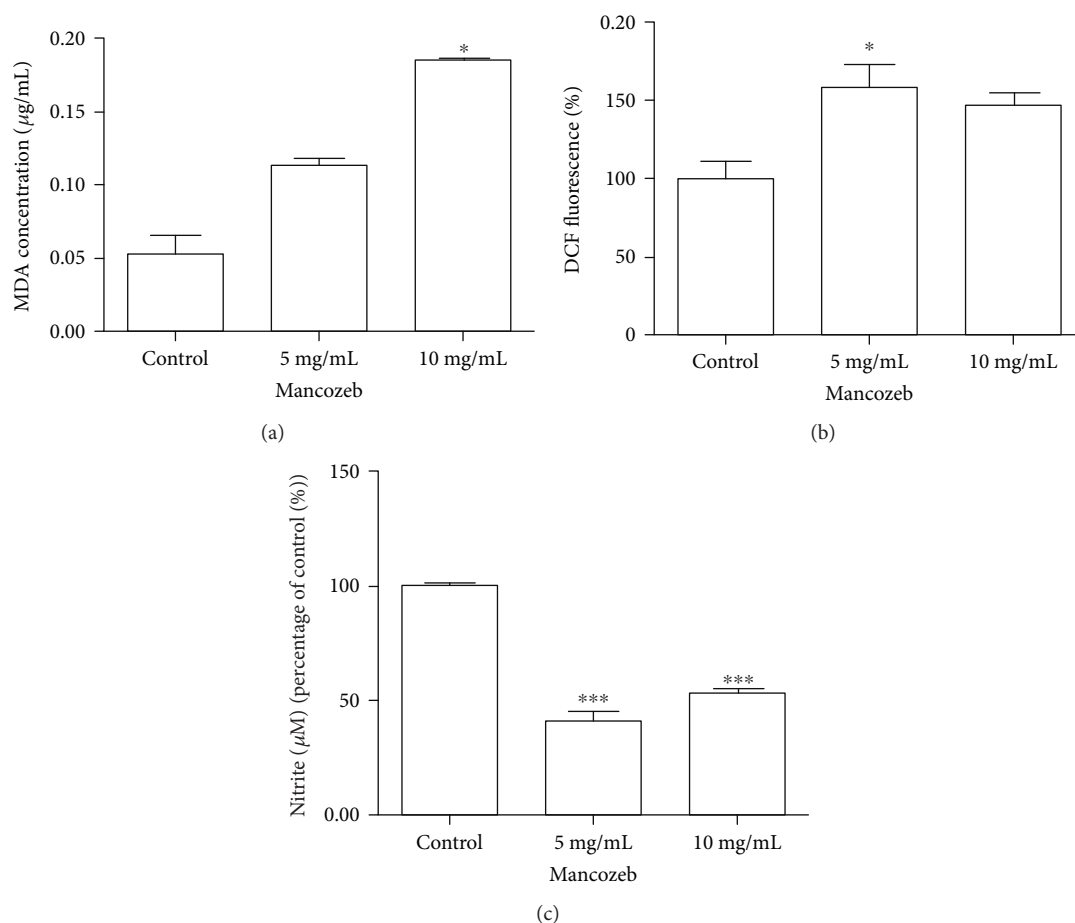 MDA concentration (μg/mL)
0.20
0.15
0.10
0.05
0.00
*
Control
5 mg/mL
10 mg/mL
Mancozeb
(a)
DCF fluorescence (%)
0.20
150
100
50
0
*
Control
5 mg/mL
10 mg/mL
Mancozeb
(b)
Nitrite (μM) (percentage of control (%))
150
100
50
0.00
***
***
Control
5 mg/mL
10 mg/mL
Mancozeb
(c)